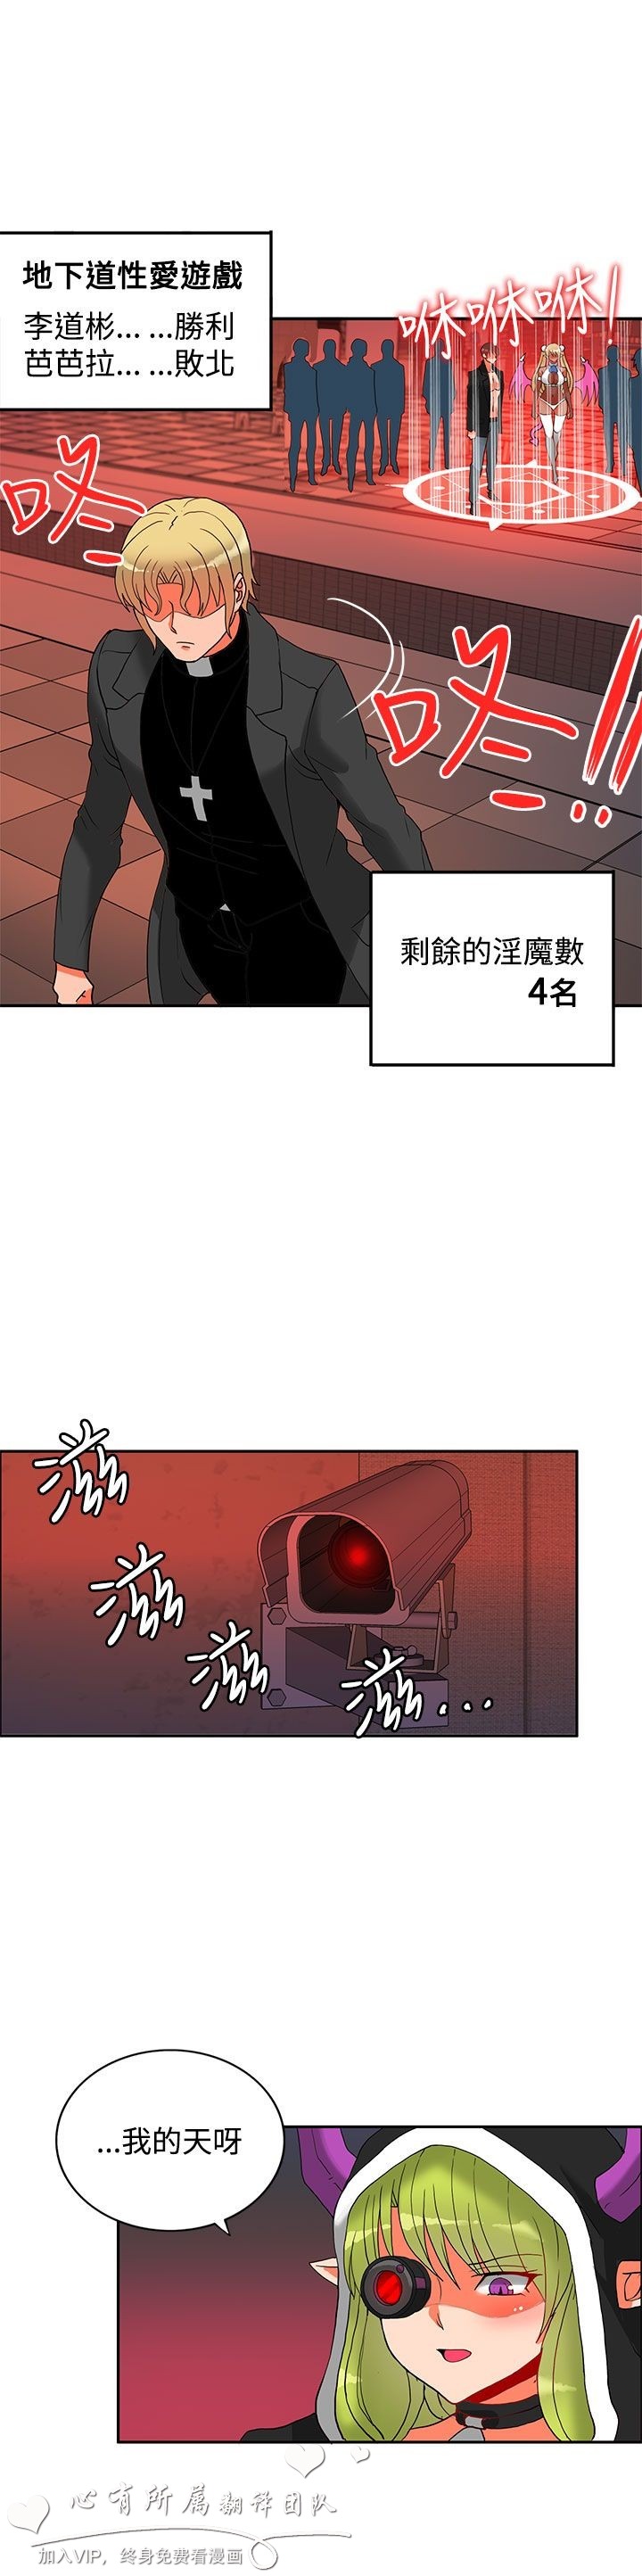 地下道性愛遊戲
李道彬... ...勝利
芭芭拉... ...敗北
咻咻咻!
咚=
咚=!!..
剩餘的淫魔數
4名
滋
滋
滋
滋...
...我的天呀
心有所属翻译团队
加入VIP，终身免费看漫画